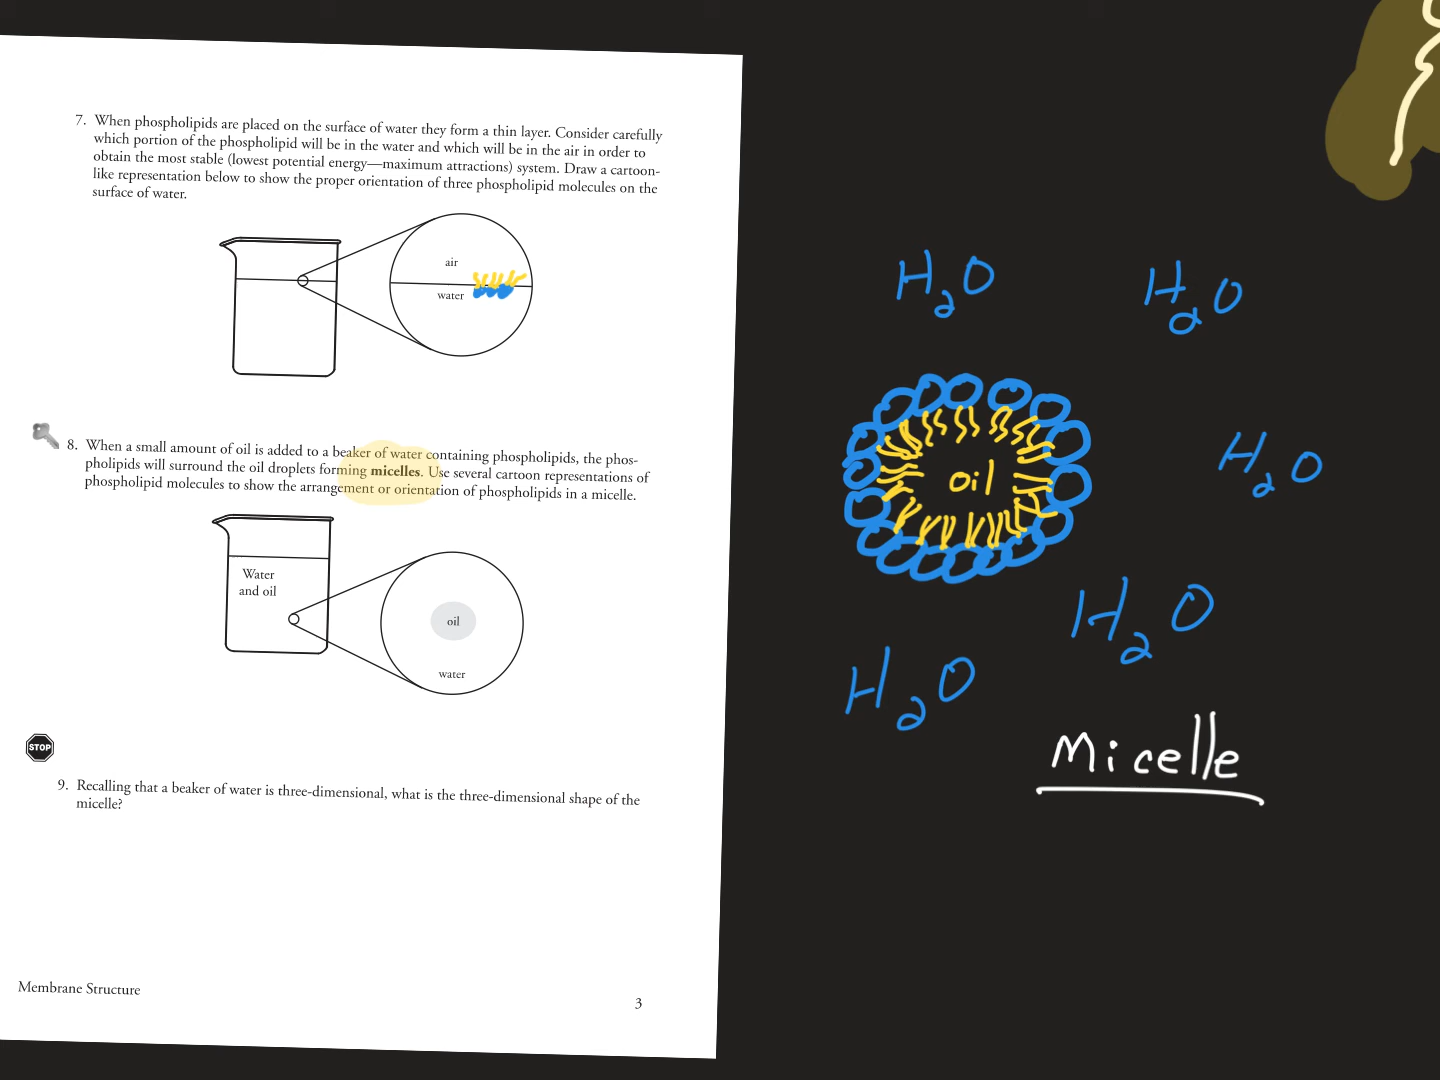 7. When phospholipids are placed on the surface of water they form a thin layer. Consider carefully
which portion of the phospholipid will be in the water and which will be in the air in order to
obtain the most stable (lowest potential energy—maximum attractions) system. Draw a cartoon-
like representation below to show the proper orientation of three phospholipid molecules on the
surface of water.
air
water
8. When a small amount of oil is added to a beaker of water containing phospholipids, the phos-
pholipids will surround the oil droplets forming micelles. Use several cartoon representations of
phospholipid molecules to show the arrangement or orientation of phospholipids in a micelle.
Water
and oil
oil
water
STOP
9. Recalling that a beaker of water is three-dimensional, what is the three-dimensional shape of the
micelle?
Membrane Structure
3
H2O
H2O
H2O
oil
H2O
H2O
Micelle